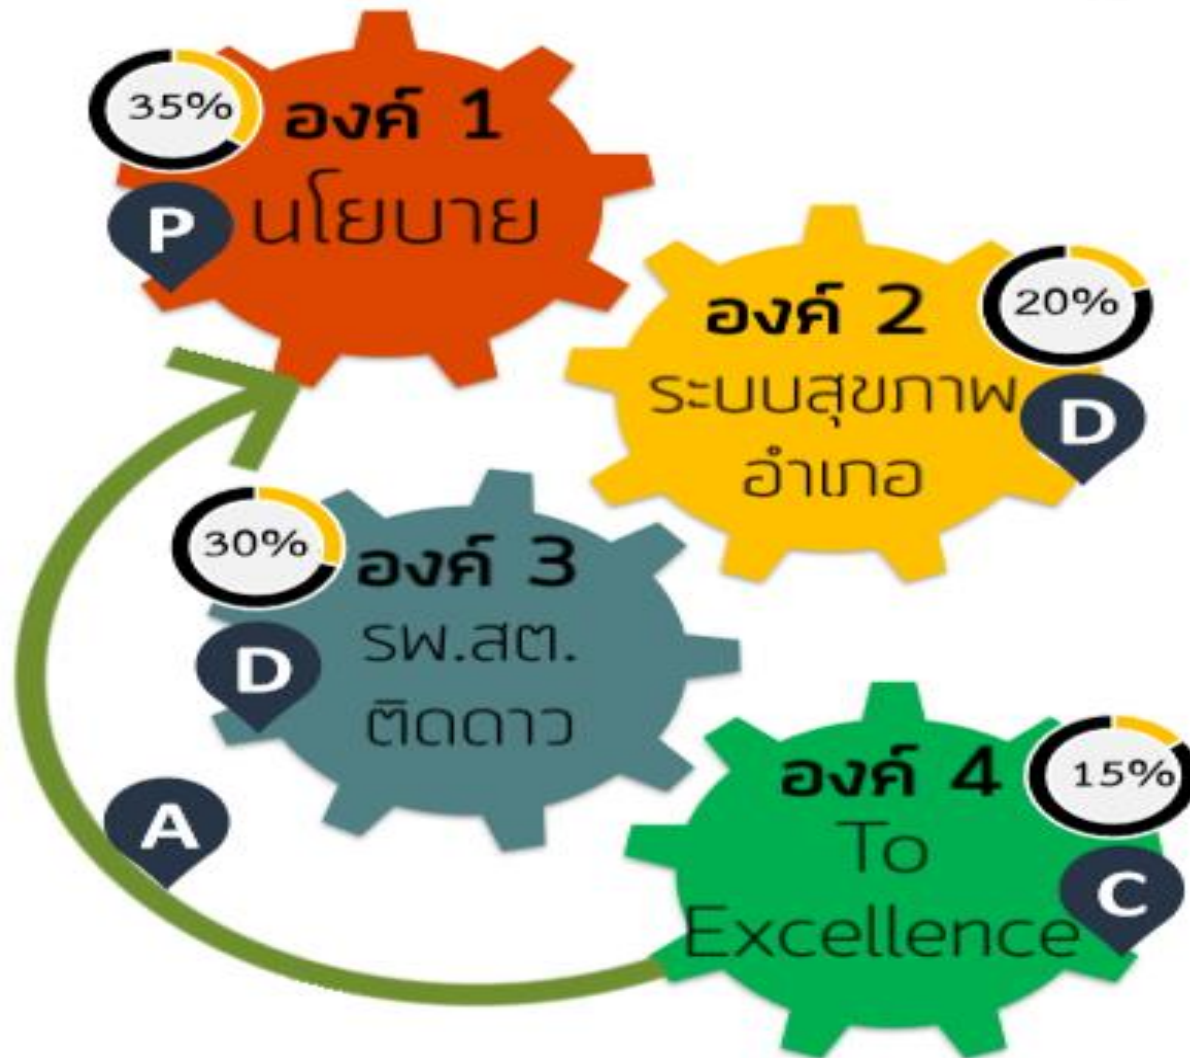 35%
องค์ 1
P
นโยบาย
องค์ 2
20%
ระบบสุขภาพ
อำเภอ
D
30%
องค์ 3
D
รพ.สต.
ติดดาว
A
องค์ 4
15%
To
Excellence
C